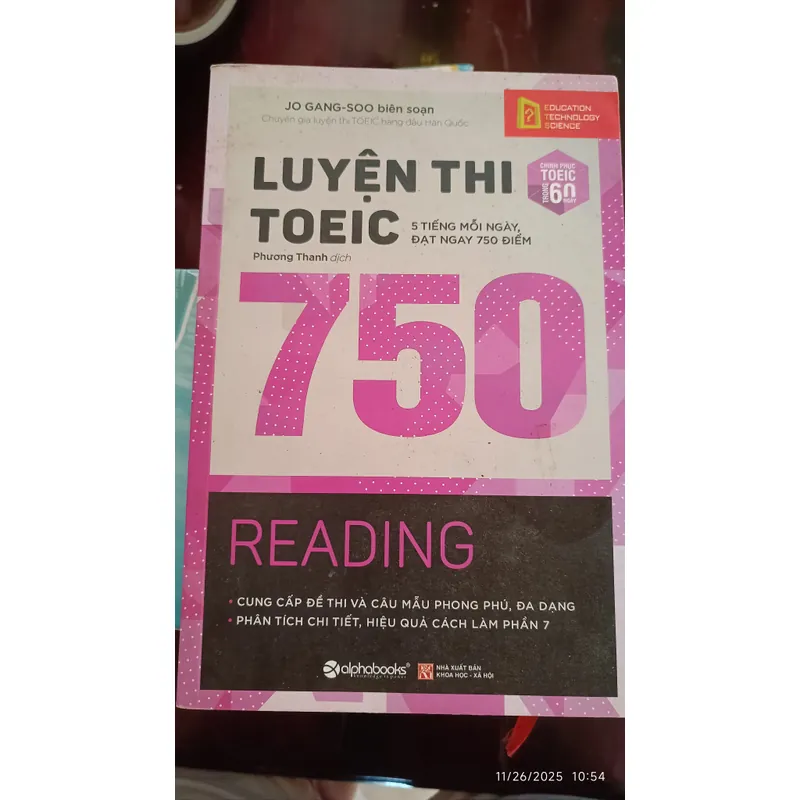 JO GANG-SOO biên soạn
Chuyên gia luyện thi TOEIC hàng đầu Hàn Quốc
EDUCATION
TECHNOLOGY
SCIENCE
LUYỆN THI
TOEIC
5 TIẾNG MỖI NGÀY,
ĐẠT NGAY 750 ĐIỂM
CHINH PHỤC
TOEIC
TRONG 60 NGÀY
Phương Thanh dịch
750
READING
• CUNG CẤP ĐỀ THI VÀ CÂU MẪU PHONG PHÚ, ĐA DẠNG
• PHÂN TÍCH CHI TIẾT, HIỆU QUẢ CÁCH LÀM PHẦN 7
alphabooks®
knowledge is power
NHÀ XUẤT BẢN
KHOA HỌC - XÃ HỘI
11/26/2025 10:54